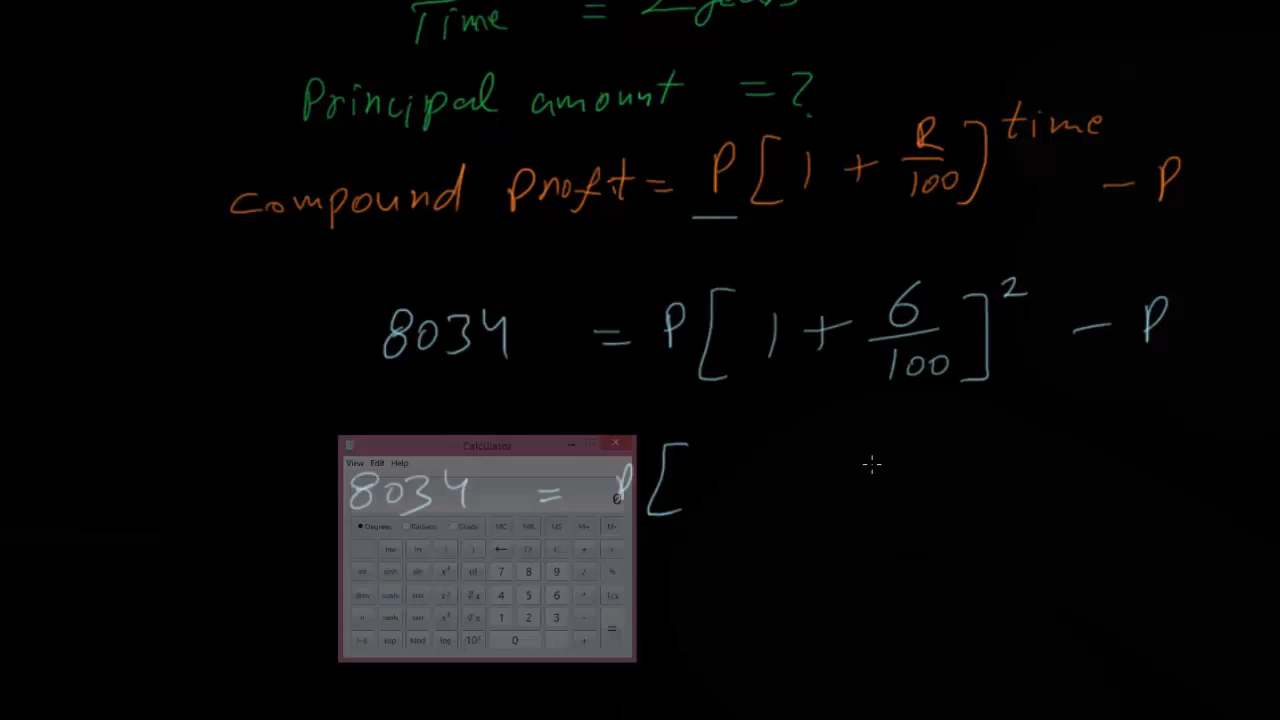 Time = 2 years
Principal amount = ?
compound Profit = P[1 + R/100]^time - P
8034 = P[1 + 6/100]^2 - P
Calculator
View Edit Help
8034 = P[
Degrees Radians Grads MC MR MS M+ M-
Inv ln ( )
Int sinh sin x² n! 7 8 9 / %
dms cosh cos 4 5 6 * 1/x
π tanh tan x³ 1 2 3 - =
F-E Exp Mod log 10ˣ 0 . +